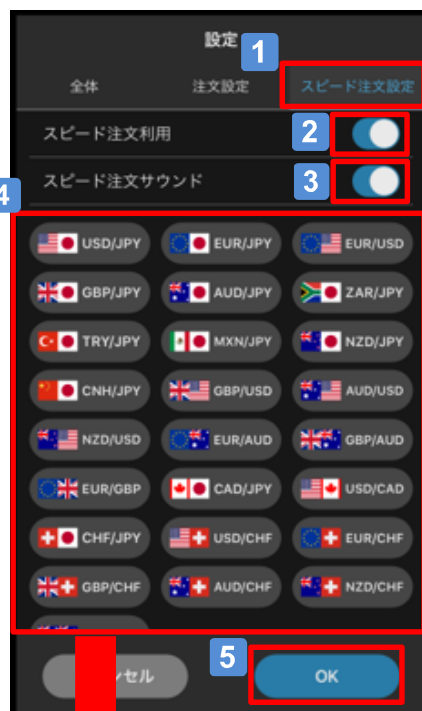 設定
1
全体 注文設定 スピード注文設定
スピード注文利用 2
スピード注文サウンド 3
4
USD/JPY EUR/JPY EUR/USD
GBP/JPY AUD/JPY ZAR/JPY
TRY/JPY MXN/JPY NZD/JPY
CNH/JPY GBP/USD AUD/USD
NZD/USD EUR/AUD GBP/AUD
EUR/GBP CAD/JPY USD/CAD
CHF/JPY USD/CHF EUR/CHF
GBP/CHF AUD/CHF NZD/CHF
5
ンセル OK